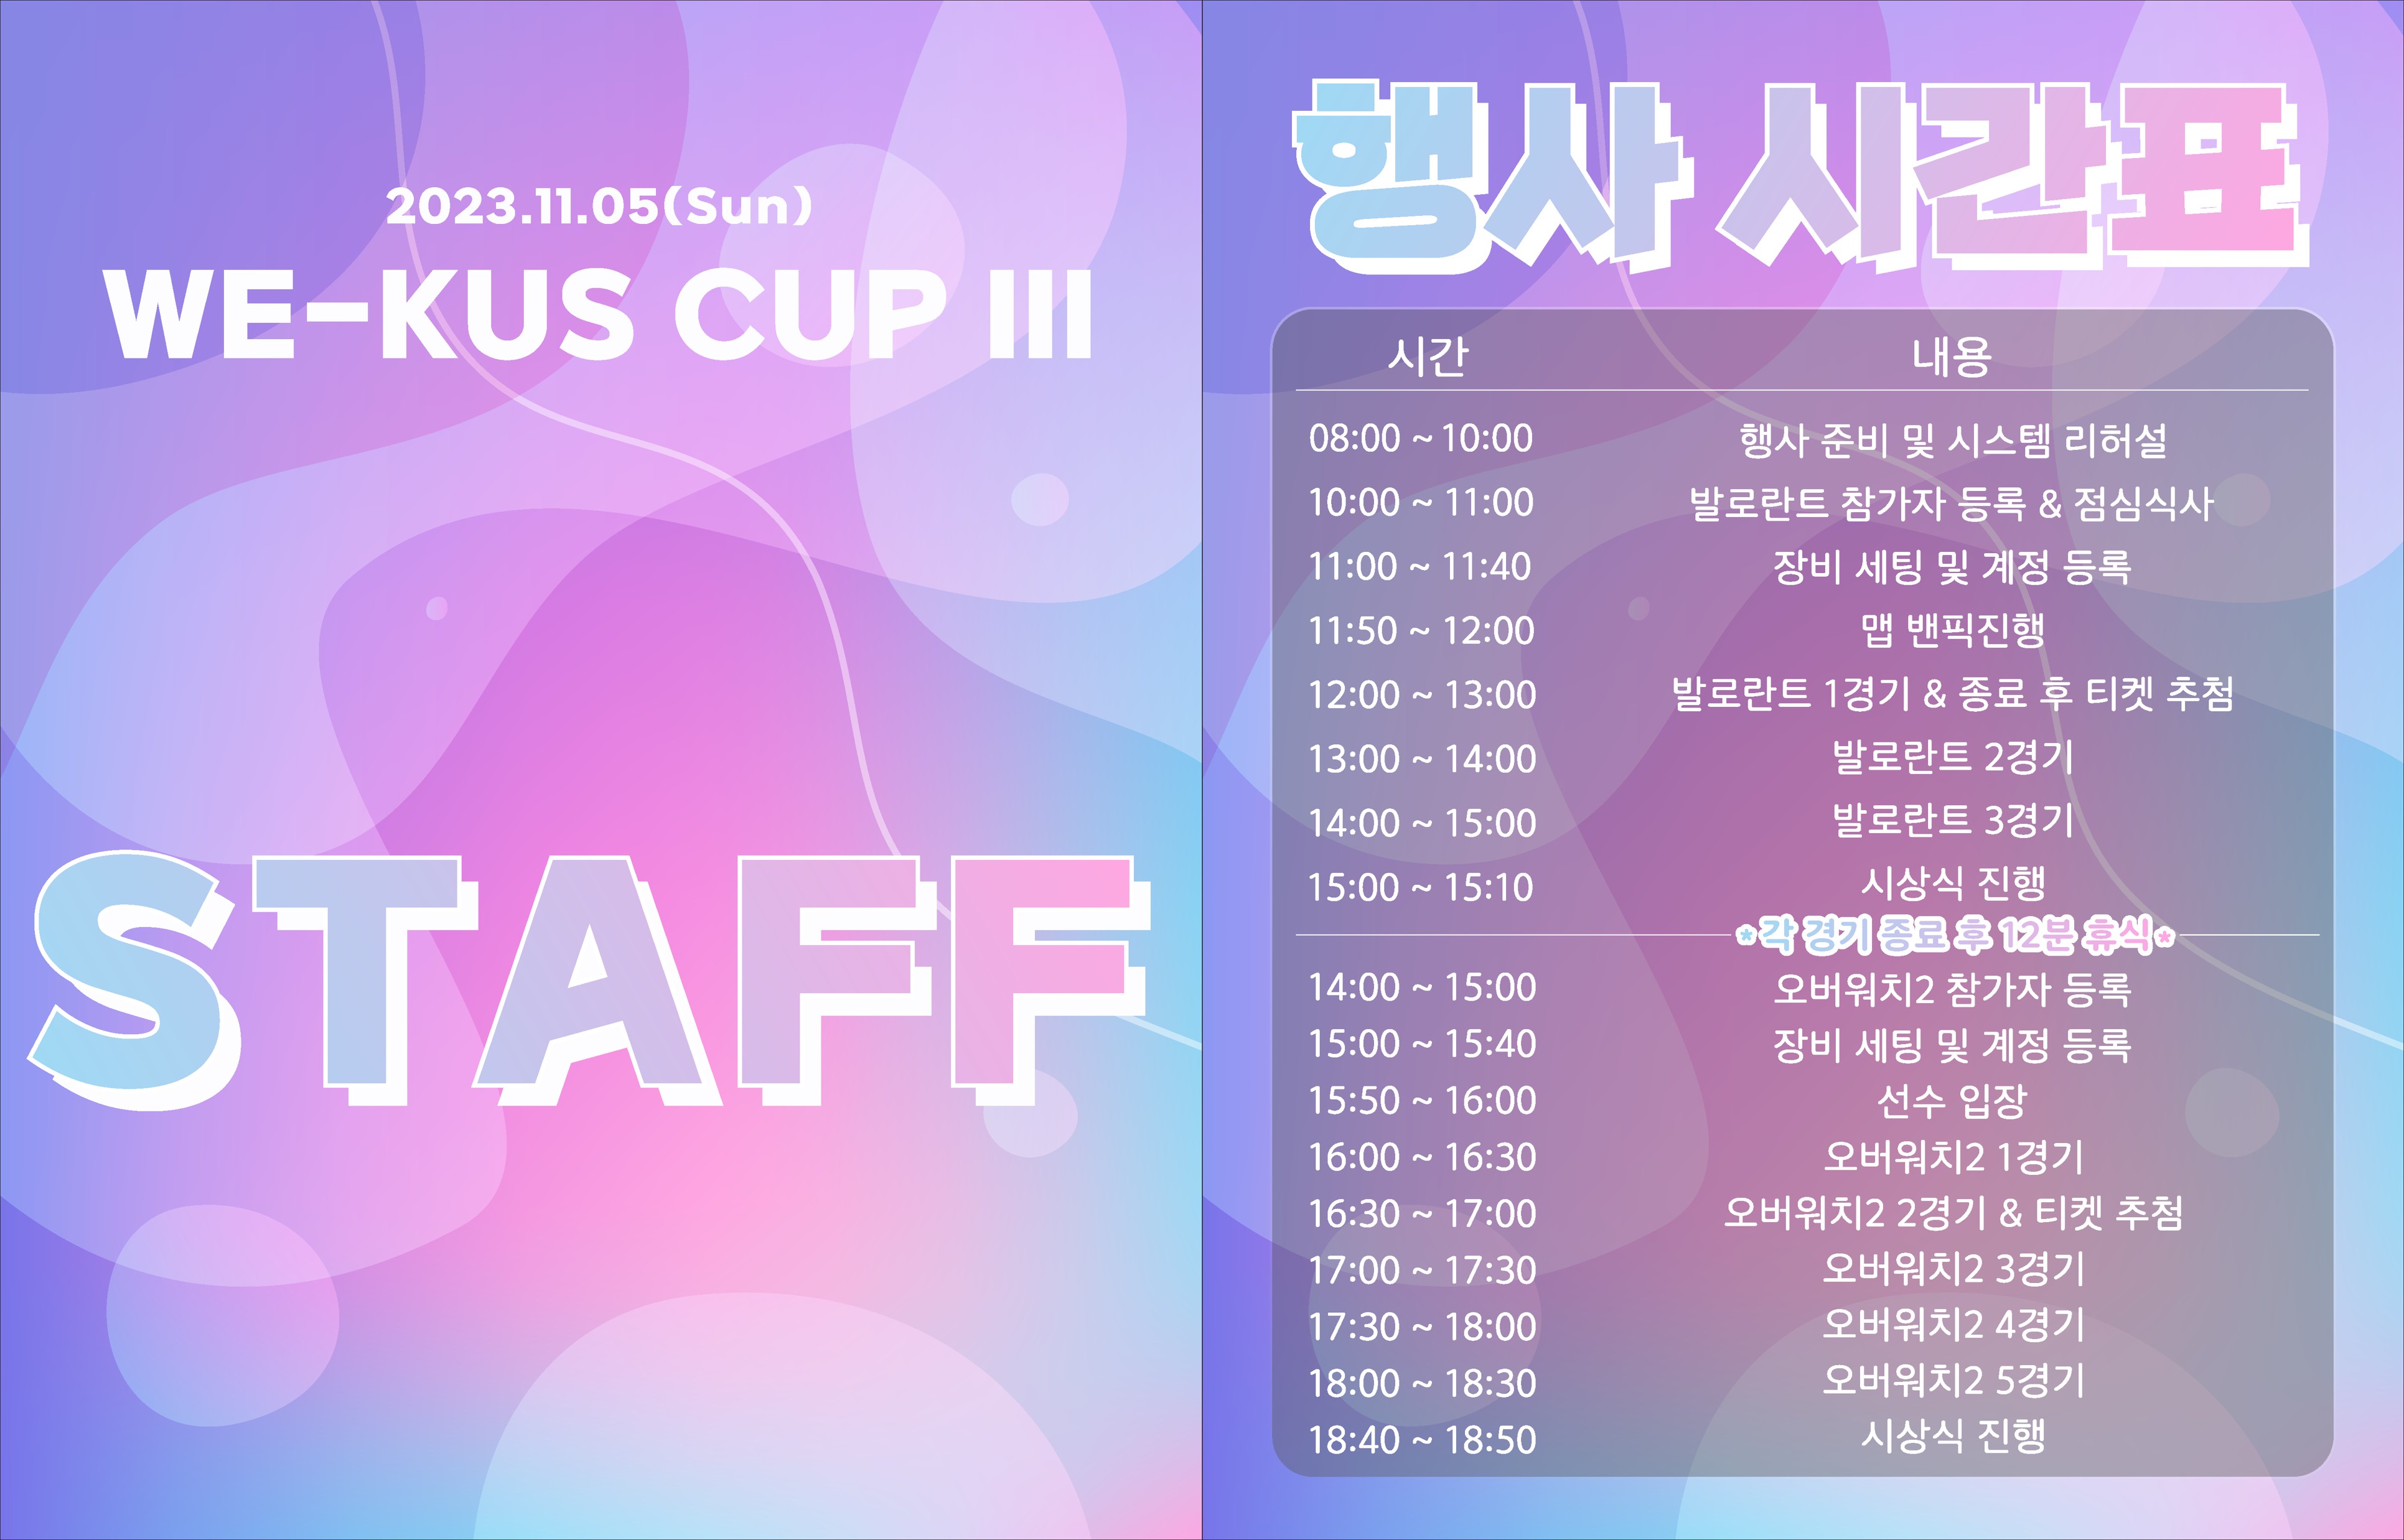 2023.11.05(Sun)
WE-KUS CUP III
STAFF
행사 시간표
시간 내용
08:00 ~ 10:00 행사 준비 및 시스템 리허설
10:00 ~ 11:00 발로란트 참가자 등록 & 점심식사
11:00 ~ 11:40 장비 세팅 및 계정 등록
11:50 ~ 12:00 맵 밴픽진행
12:00 ~ 13:00 발로란트 1경기 & 종료 후 티켓 추첨
13:00 ~ 14:00 발로란트 2경기
14:00 ~ 15:00 발로란트 3경기
15:00 ~ 15:10 시상식 진행
*각 경기 종료 후 12분 휴식*
14:00 ~ 15:00 오버워치2 참가자 등록
15:00 ~ 15:40 장비 세팅 및 계정 등록
15:50 ~ 16:00 선수 입장
16:00 ~ 16:30 오버워치2 1경기
16:30 ~ 17:00 오버워치2 2경기 & 티켓 추첨
17:00 ~ 17:30 오버워치2 3경기
17:30 ~ 18:00 오버워치2 4경기
18:00 ~ 18:30 오버워치2 5경기
18:40 ~ 18:50 시상식 진행